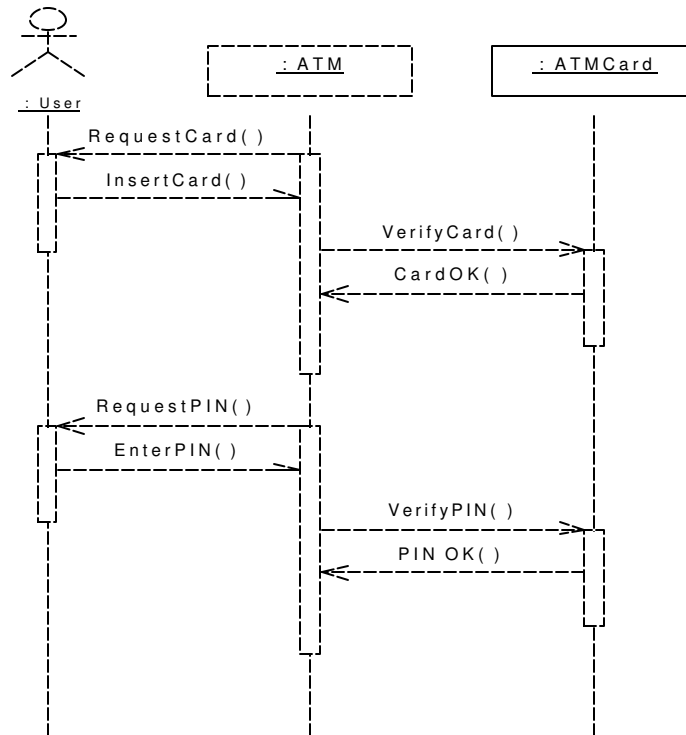 : ATM
: ATMCard
: User
RequestCard( )
InsertCard( )
VerifyCard( )
CardOK( )
RequestPIN( )
EnterPIN( )
VerifyPIN( )
PIN OK( )